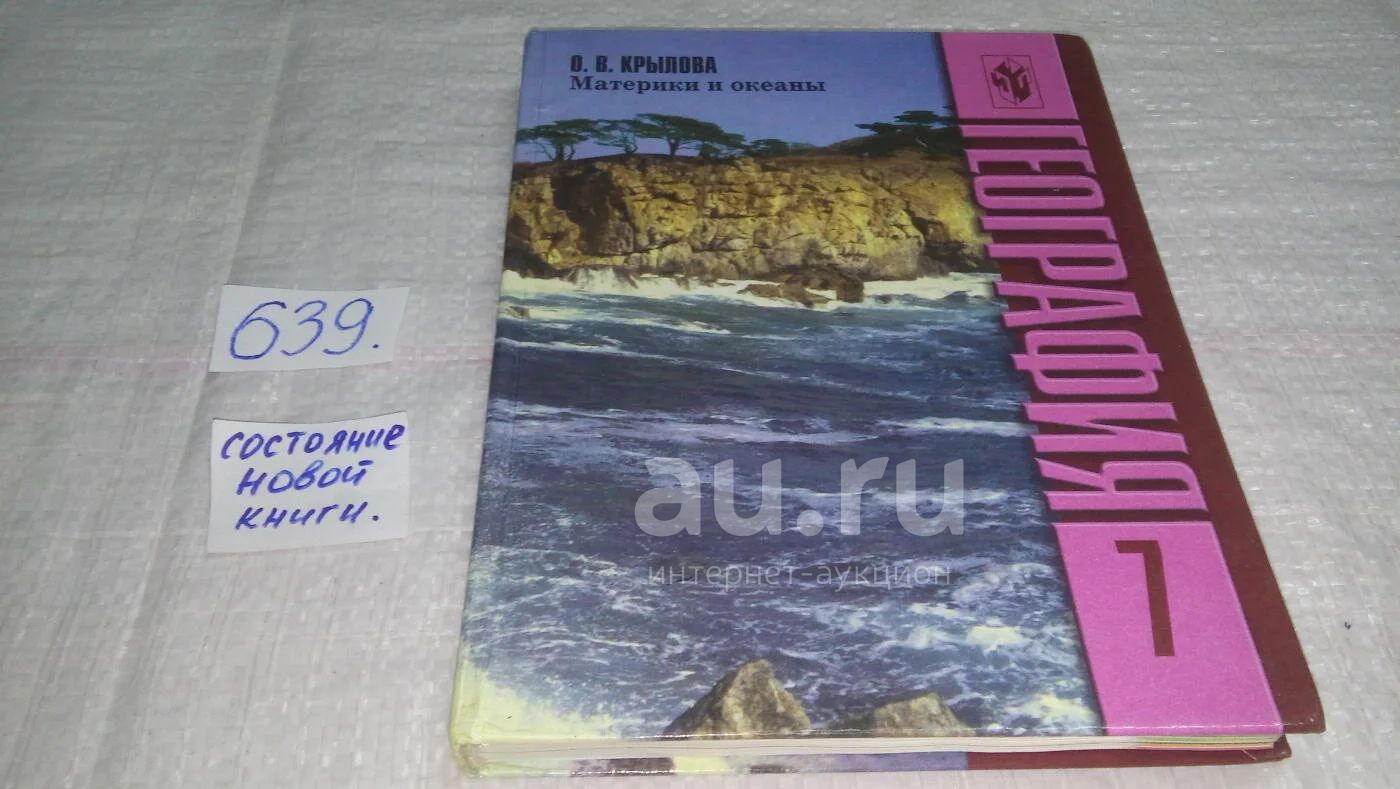 О. В. КРЫЛОВА
Материки и океаны
ГЕОГРАФИЯ
7
639.
состояние
новой
книги.
au.ru
интернет-аукцион